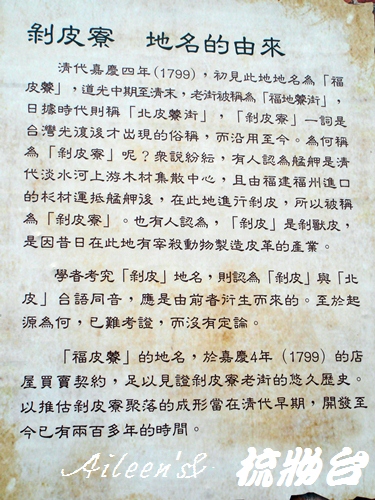 剝皮寮　地名的由來
清代嘉慶四年(1799)，初見此地地名為「福
皮藔」，道光中期至清末，老街被稱為「福地藔街」，
日據時代則稱「北皮藔街」，「剝皮寮」一詞是
台灣光復後才出現的俗稱，而沿用至今。為何稱
為「剝皮寮」呢？眾說紛紜，有人認為艋舺是清
代淡水河上游木材集散中心，且由福建福州進口
的杉材運抵艋舺後，在此地進行剝皮，所以被稱
為「剝皮寮」。也有人認為，「剝皮」是剝獸皮，
是因昔日在此地有宰殺動物製造皮革的產業。
學者考究「剝皮」地名，則認為「剝皮」與「北
皮」台語同音，應是由前者衍生而來的。至於起
源為何，已難考證，而沒有定論。
「福皮藔」的地名，於嘉慶4年(1799)的店
屋買賣契約，足以見證剝皮寮老街的悠久歷史。
以推估剝皮寮聚落的成形當在清代早期，開發至
今已有兩百多年的時間。
Aileen's& 梳妝台